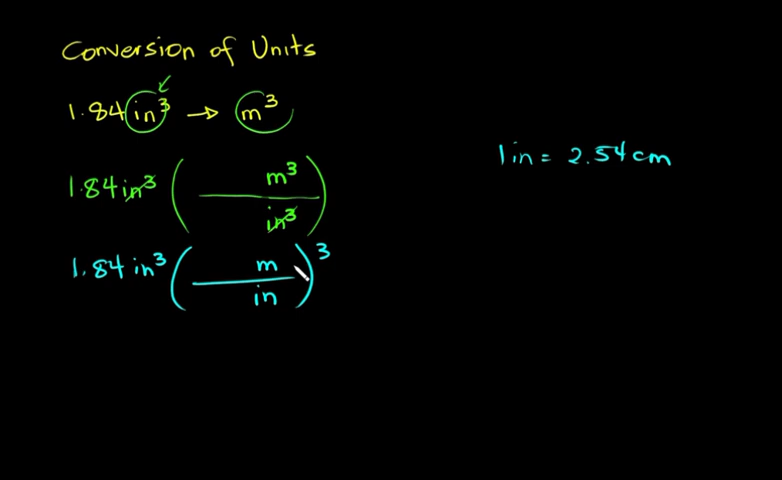 Conversion of Units
1.84 in³ → m³
1 in = 2.54 cm
1.84 in³ ( m³ / in³ )
1.84 in³ ( m / in )³